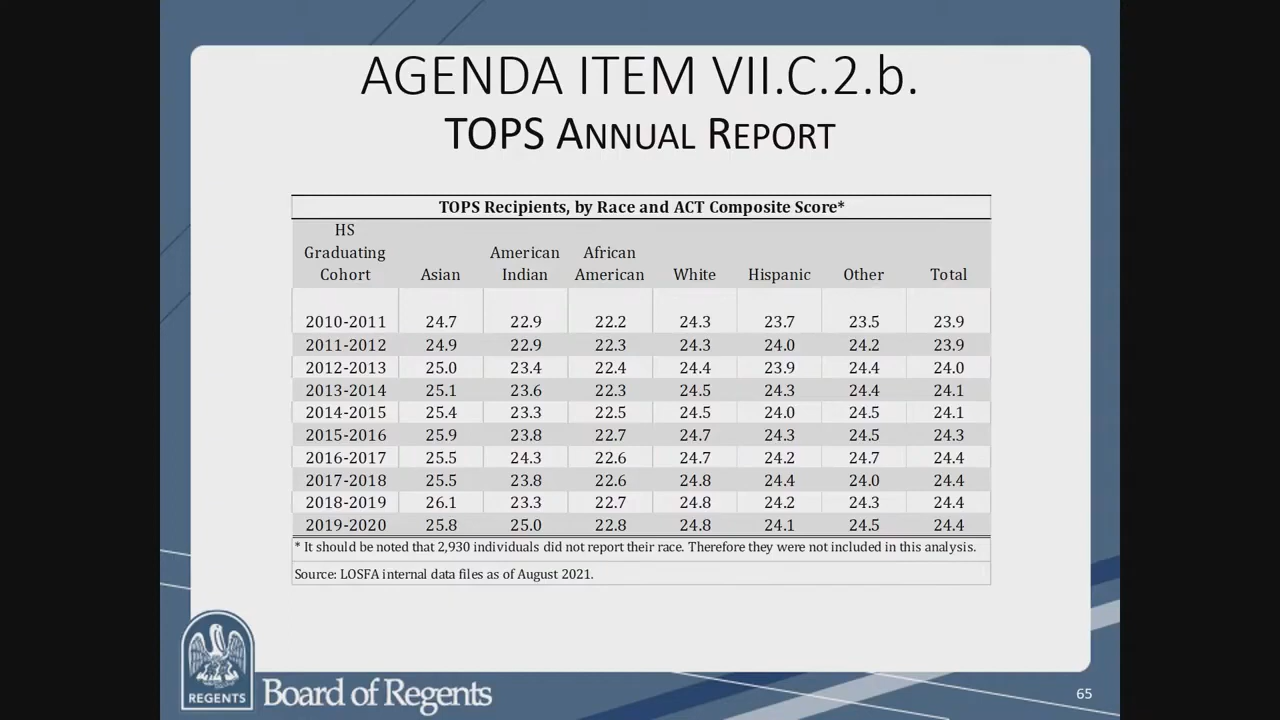 AGENDA ITEM VII.C.2.b.
TOPS ANNUAL REPORT
TOPS Recipients, by Race and ACT Composite Score*
HS Graduating Cohort Asian American Indian African American White Hispanic Other Total
2010-2011 24.7 22.9 22.2 24.3 23.7 23.5 23.9
2011-2012 24.9 22.9 22.3 24.3 24.0 24.2 23.9
2012-2013 25.0 23.4 22.4 24.4 23.9 24.4 24.0
2013-2014 25.1 23.6 22.3 24.5 24.3 24.4 24.1
2014-2015 25.4 23.3 22.5 24.5 24.0 24.5 24.1
2015-2016 25.9 23.8 22.7 24.7 24.3 24.5 24.3
2016-2017 25.5 24.3 22.6 24.7 24.2 24.7 24.4
2017-2018 25.5 23.8 22.6 24.8 24.4 24.0 24.4
2018-2019 26.1 23.3 22.7 24.8 24.2 24.3 24.4
2019-2020 25.8 25.0 22.8 24.8 24.1 24.5 24.4
* It should be noted that 2,930 individuals did not report their race. Therefore they were not included in this analysis.
Source: LOSFA internal data files as of August 2021.
REGENTS
Board of Regents
65